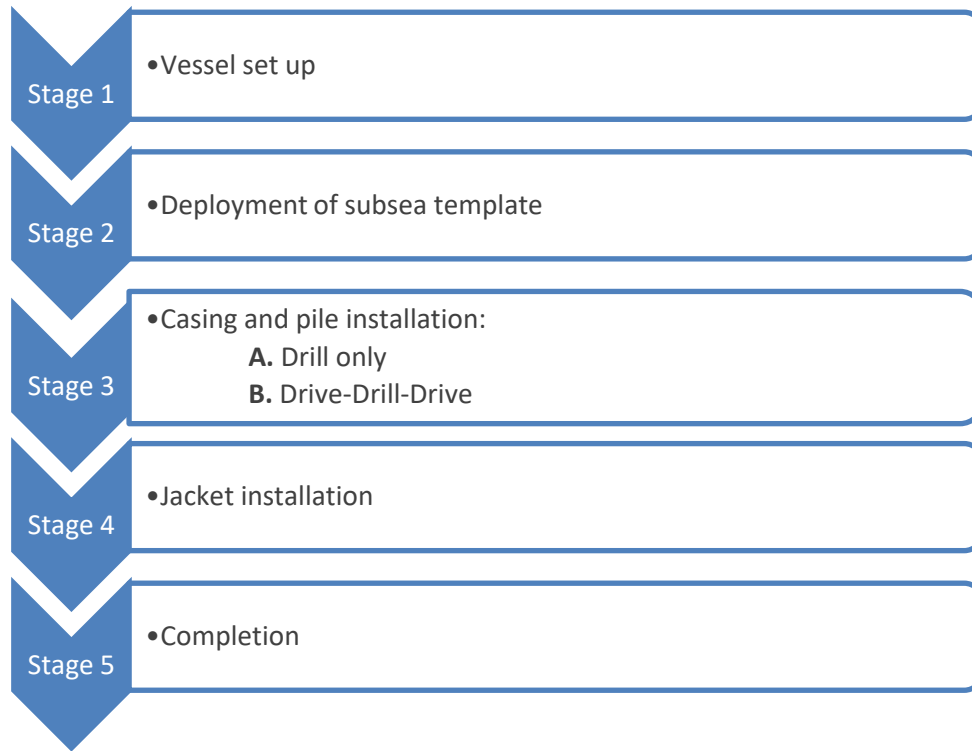 Stage 1
•Vessel set up
Stage 2
•Deployment of subsea template
Stage 3
•Casing and pile installation:
A. Drill only
B. Drive-Drill-Drive
Stage 4
•Jacket installation
Stage 5
•Completion